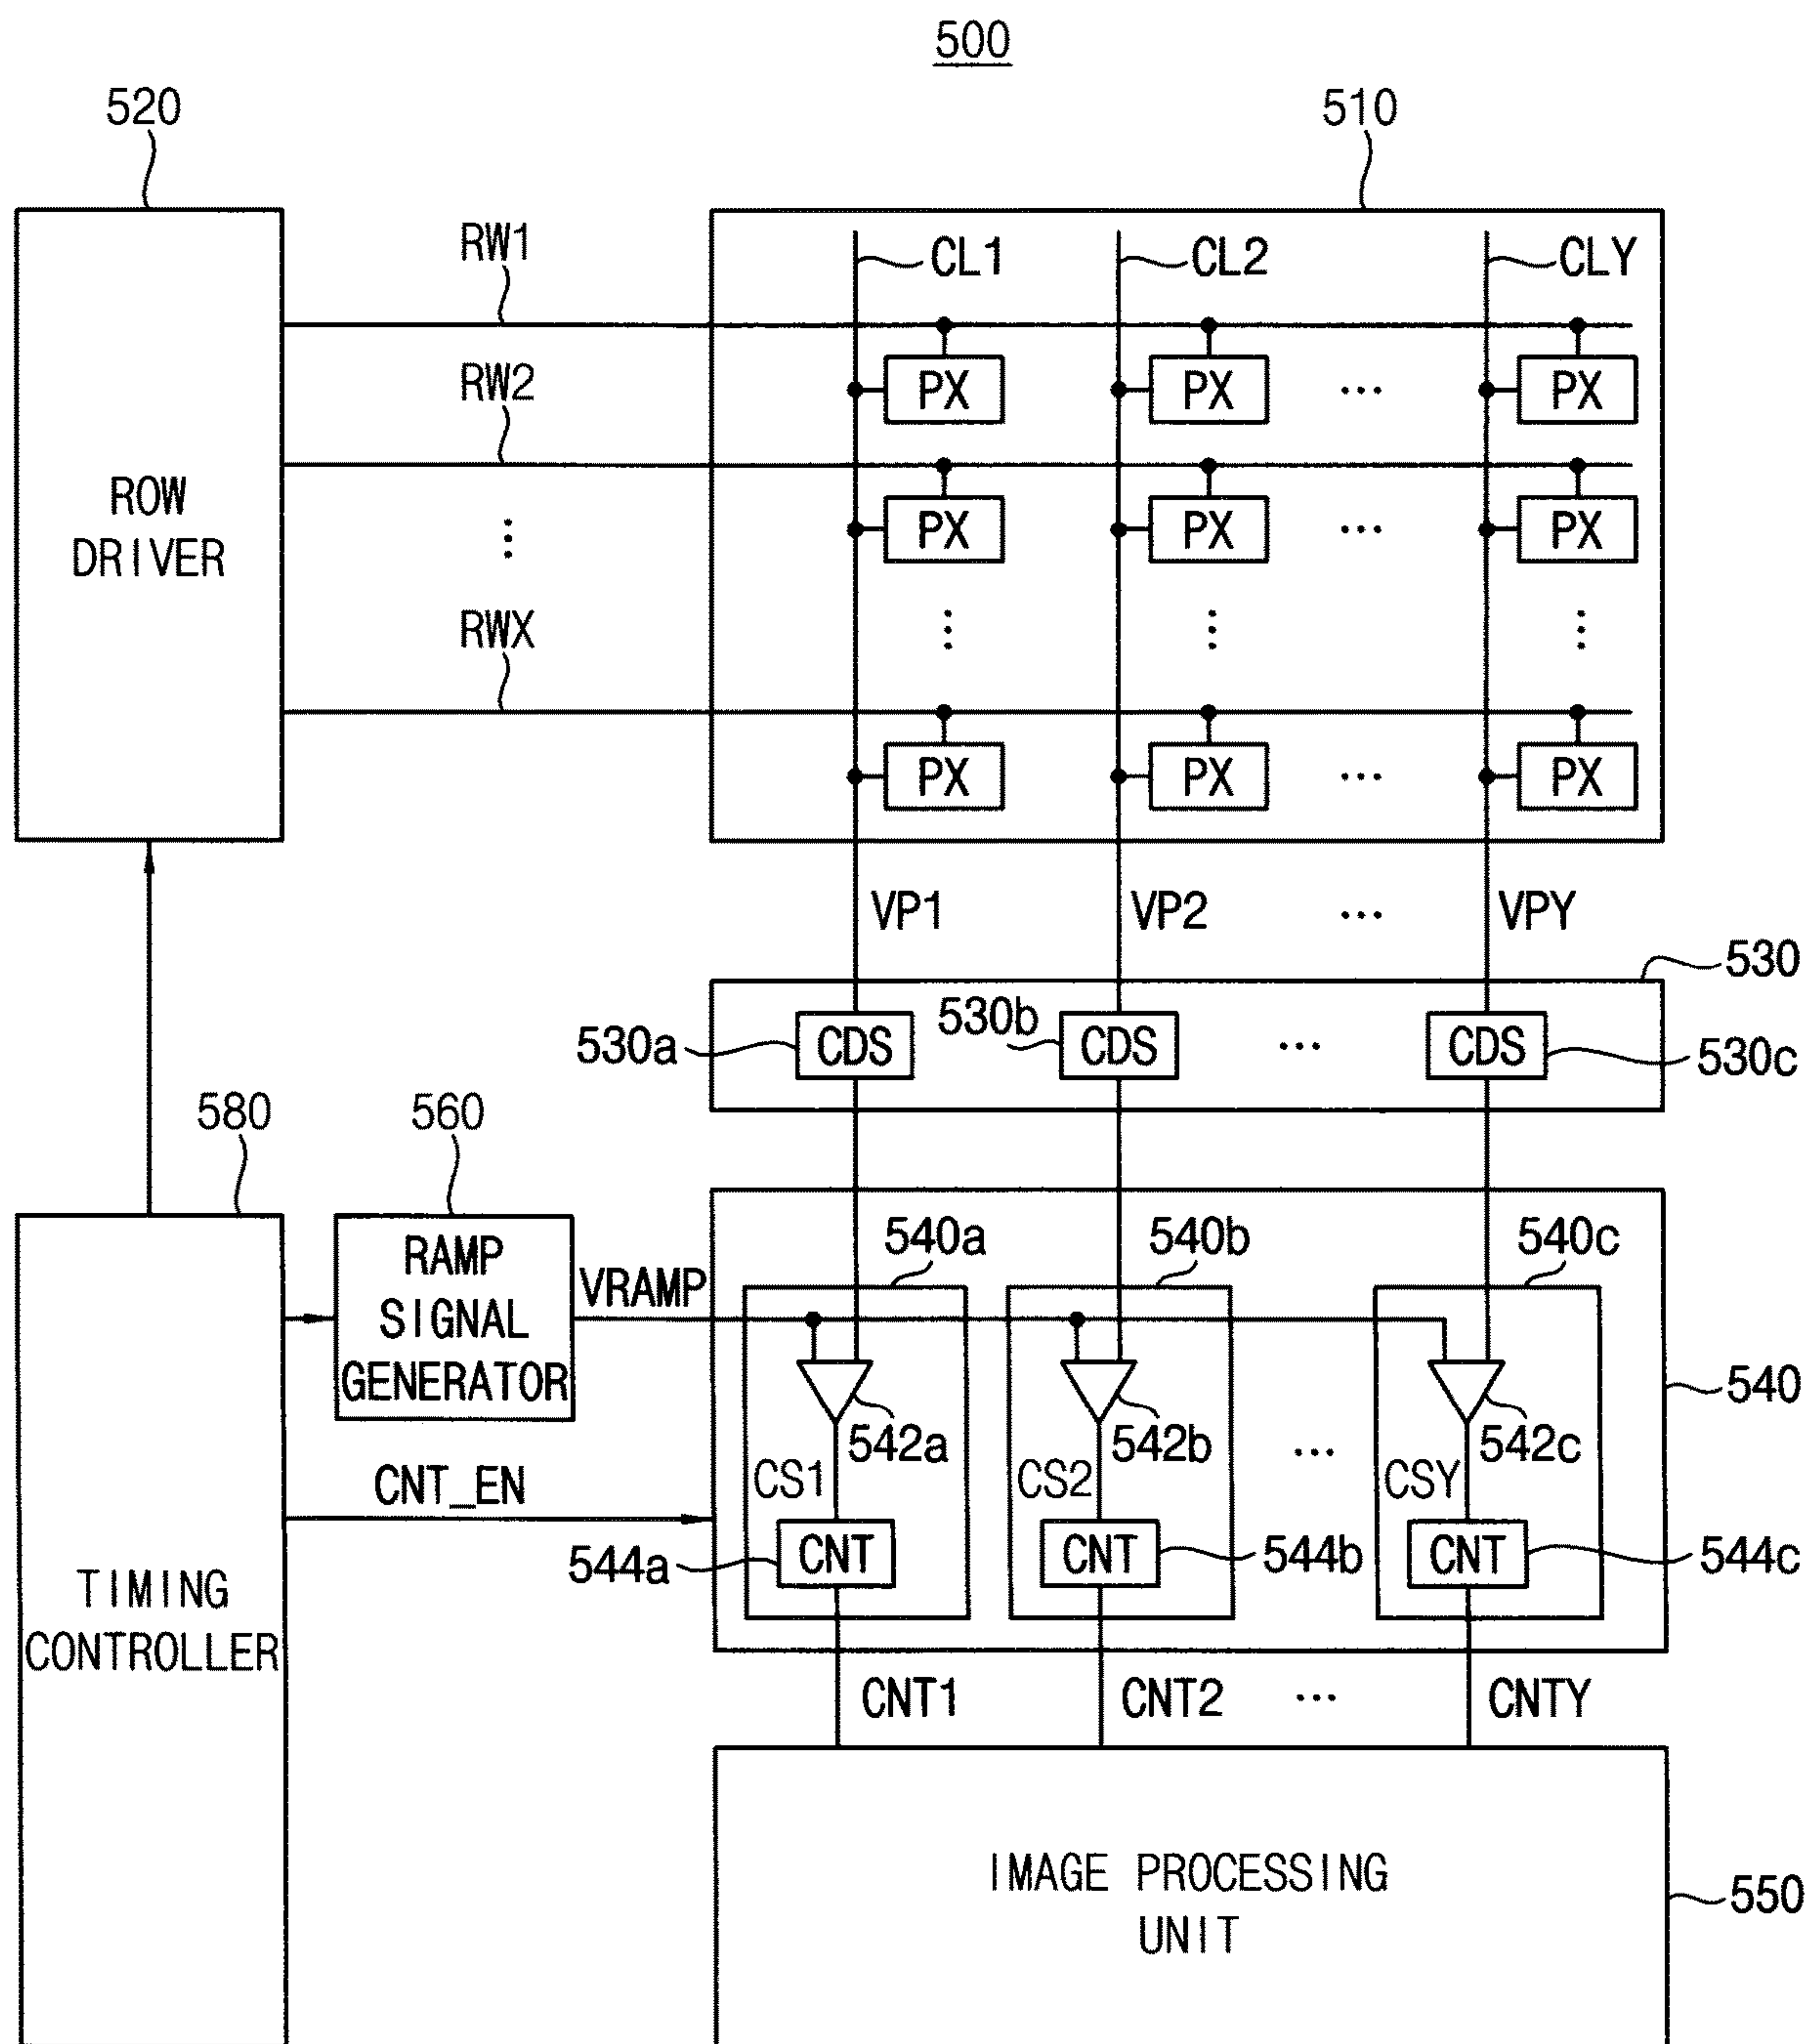 500
520
510
RW1
CL1
CL2
CLY
PX
PX
...
PX
RW2
PX
PX
...
PX
ROW
DRIVER
RWX
PX
PX
...
PX
VP1
VP2
...
VPY
530
530a
CDS
530b
CDS
...
CDS
530c
580
560
RAMP
SIGNAL
GENERATOR
VRAMP
540a
540b
540c
540
542a
542b
542c
...
CS1
CS2
CSY
CNT_EN
544a
CNT
CNT
544b
CNT
544c
TIMING
CONTROLLER
CNT1
CNT2
...
CNTY
IMAGE PROCESSING
UNIT
550